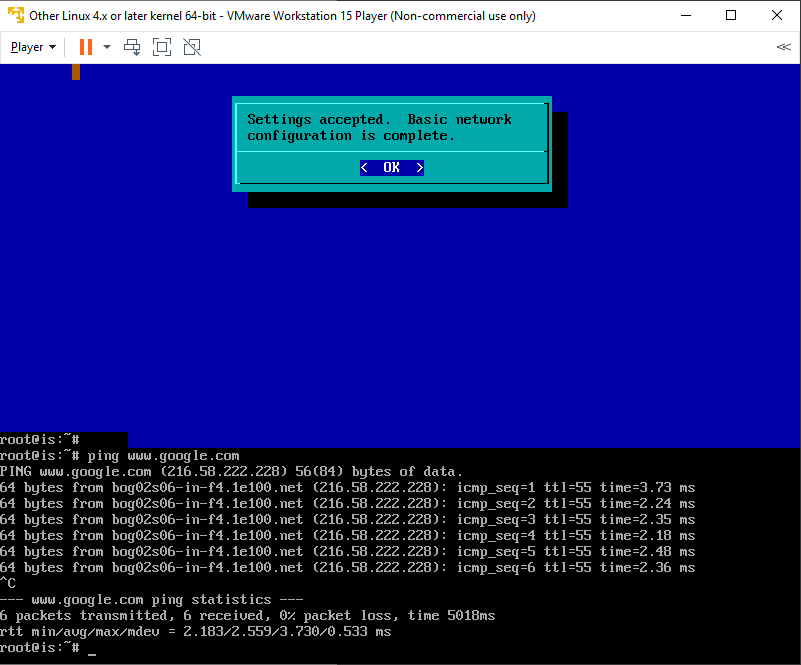 Other Linux 4.x or later kernel 64-bit - VMware Workstation 15 Player (Non-commercial use only)
Player
Settings accepted.  Basic network
configuration is complete.
<  OK  >
root@is:~#
root@is:~# ping www.google.com
PING www.google.com (216.58.222.228) 56(84) bytes of data.
64 bytes from bog02s06-in-f4.1e100.net (216.58.222.228): icmp_seq=1 ttl=55 time=3.73 ms
64 bytes from bog02s06-in-f4.1e100.net (216.58.222.228): icmp_seq=2 ttl=55 time=2.24 ms
64 bytes from bog02s06-in-f4.1e100.net (216.58.222.228): icmp_seq=3 ttl=55 time=2.35 ms
64 bytes from bog02s06-in-f4.1e100.net (216.58.222.228): icmp_seq=4 ttl=55 time=2.18 ms
64 bytes from bog02s06-in-f4.1e100.net (216.58.222.228): icmp_seq=5 ttl=55 time=2.48 ms
64 bytes from bog02s06-in-f4.1e100.net (216.58.222.228): icmp_seq=6 ttl=55 time=2.36 ms
^C
--- www.google.com ping statistics ---
6 packets transmitted, 6 received, 0% packet loss, time 5018ms
rtt min/avg/max/mdev = 2.183/2.559/3.730/0.533 ms
root@is:~# _